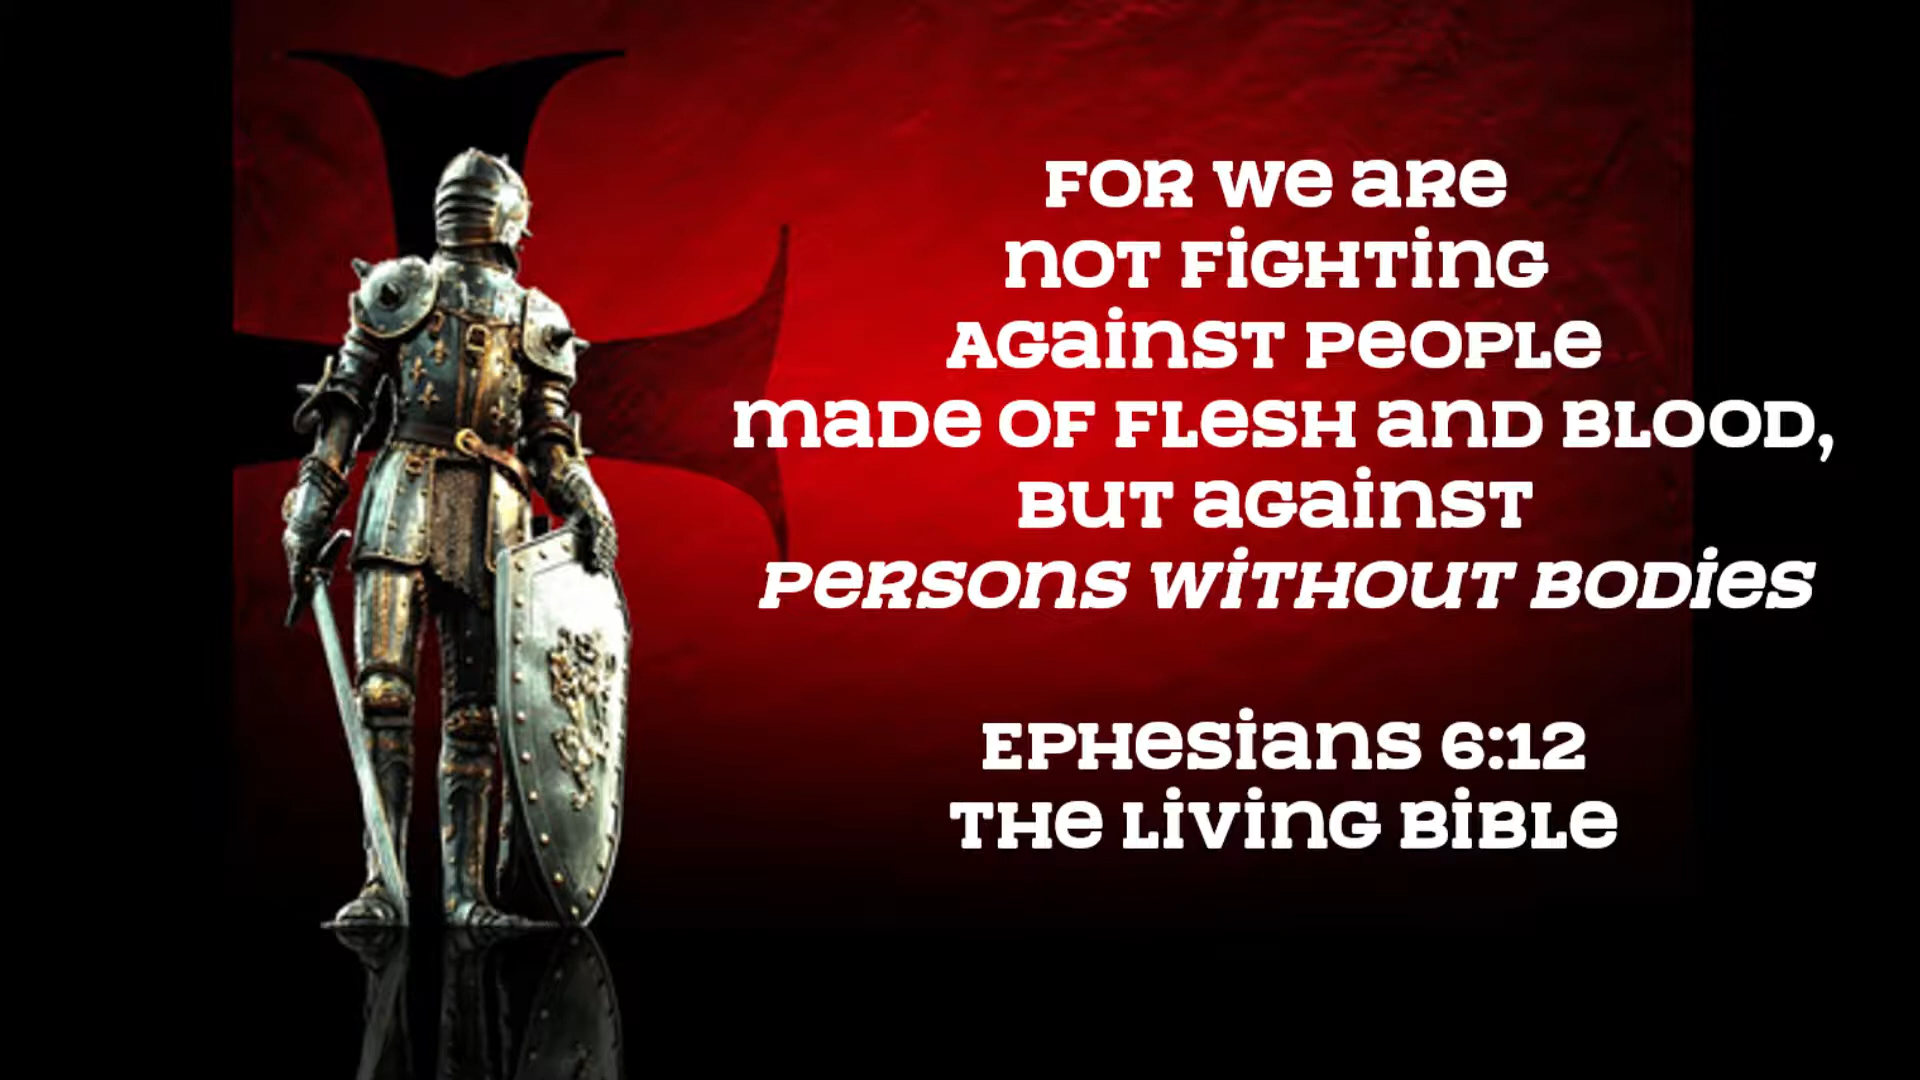 For we are
not fighting
against people
made of flesh and blood,
but against
persons without bodies
Ephesians 6:12
The Living Bible